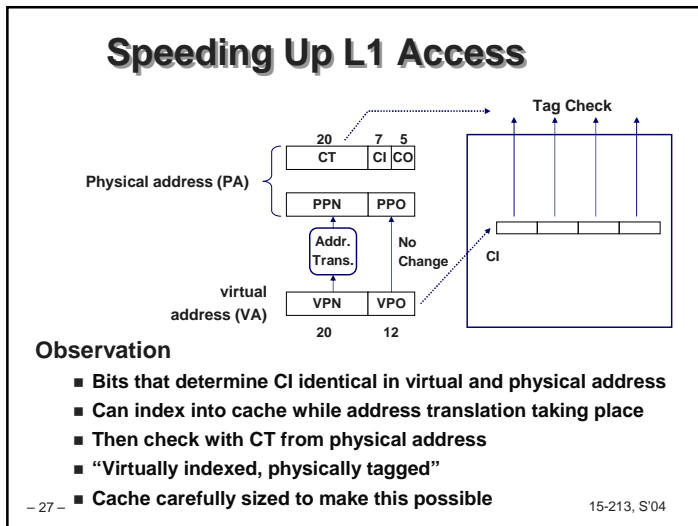 Speeding Up L1 Access
Tag Check
20 7 5
CT CI CO
Physical address (PA)
PPN PPO
Addr.
Trans.
No
Change
CI
virtual
address (VA)
VPN VPO
20 12
Observation
■ Bits that determine CI identical in virtual and physical address
■ Can index into cache while address translation taking place
■ Then check with CT from physical address
■ “Virtually indexed, physically tagged”
■ Cache carefully sized to make this possible
– 27 –
15-213, S’04